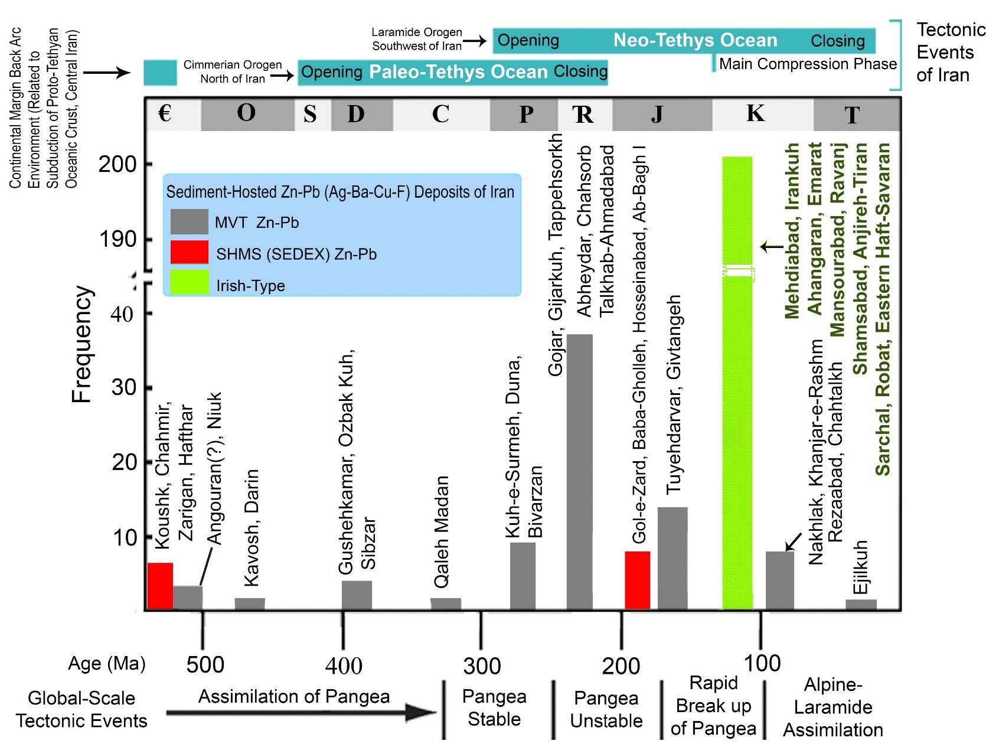 Continental Margin Back Arc
Environment (Related to
Subduction of Proto-Tethyan
Oceanic Crust, Central Iran)
Laramide Orogen
Southwest of Iran
Opening
Neo-Tethys Ocean
Closing
Main Compression Phase
Cimmerian Orogen
North of Iran
Opening
Paleo-Tethys Ocean
Closing
Tectonic
Events
of Iran
€
O
S
D
C
P
TR
J
K
T
Frequency
200
190
40
30
20
10
Sediment-Hosted Zn-Pb (Ag-Ba-Cu-F) Deposits of Iran
MVT Zn-Pb
SHMS (SEDEX) Zn-Pb
Irish-Type
Koushk, Chahmir,
Zarigan, Hafthar
Angouran(?), Niuk
Kavosh, Darin
Gushehkamar, Ozbak Kuh,
Sibzar
Qaleh Madan
Kuh-e-Surmeh, Duna,
Bivarzan
Gojar, Gijarkuh, Tappehsorkh
Abheydar, Chahsorb
Talkhab-Ahmadabad
Gol-e-Zard, Baba-Gholleh, Hosseinabad, Ab-Bagh I
Tuyehdarvar, Givtangeh
Mehdiabad, Irankuh
Ahangaran, Emarat
Mansourabad, Ravanj
Shamsabad, Anjireh-Tiran
Sarchal, Robat, Eastern Haft-Savaran
Nakhlak, Khanjar-e-Rashm
Rezaabad, Chahtalkh
Ejilkuh
Age (Ma)
500
400
300
200
100
Global-Scale
Tectonic Events
Assimilation of Pangea
Pangea
Stable
Pangea
Unstable
Rapid
Break up
of Pangea
Alpine-
Laramide
Assimilation